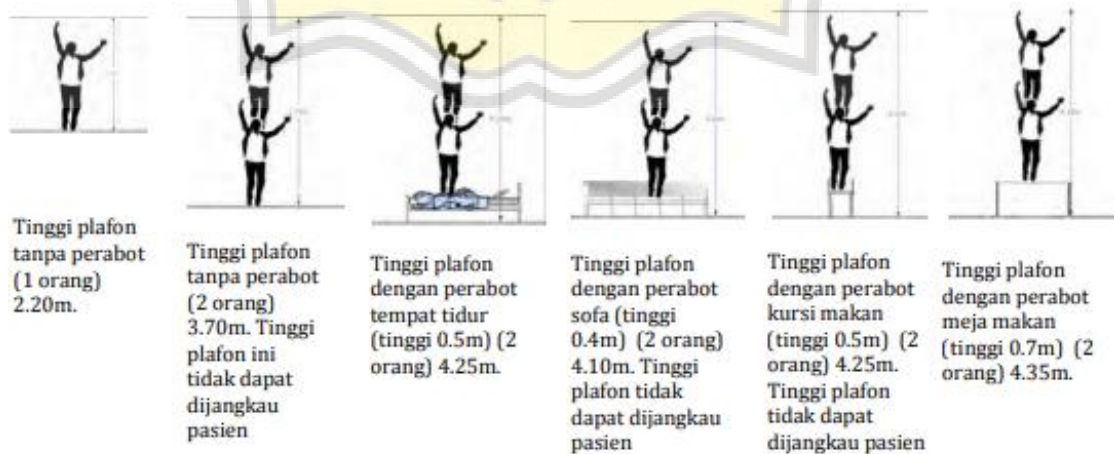 Tinggi plafon
tanpa perabot
(1 orang)
2.20m.
Tinggi plafon
tanpa perabot
(2 orang)
3.70m. Tinggi
plafon ini
tidak dapat
dijangkau
pasien
Tinggi plafon
dengan perabot
tempat tidur
(tinggi 0.5m) (2
orang) 4.25m.
Tinggi plafon
dengan perabot
sofa (tinggi
0.4m) (2 orang)
4.10m. Tinggi
plafon tidak
dapat dijangkau
pasien
Tinggi plafon
dengan perabot
kursi makan
(tinggi 0.5m) (2
orang) 4.25m.
Tinggi plafon
tidak dapat
dijangkau pasien
Tinggi plafon
dengan perabot
meja makan
(tinggi 0.7m) (2
orang) 4.35m.